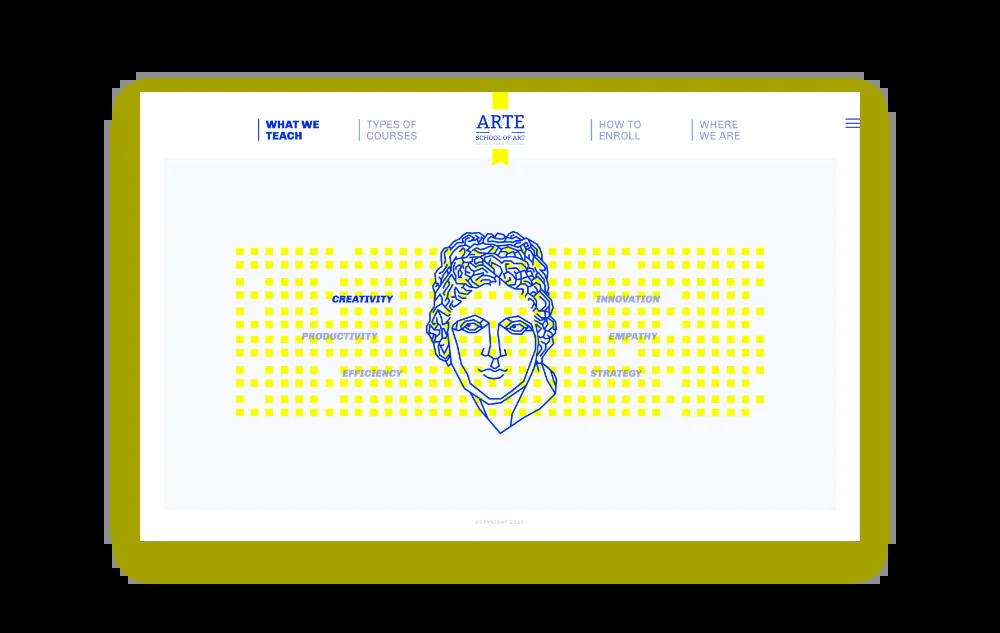 WHAT WE
TEACH
TYPES OF
COURSES
ARTE
SCHOOL OF ART
HOW TO
ENROLL
WHERE
WE ARE
CREATIVITY
INNOVATION
PRODUCTIVITY
EMPATHY
EFFICIENCY
STRATEGY